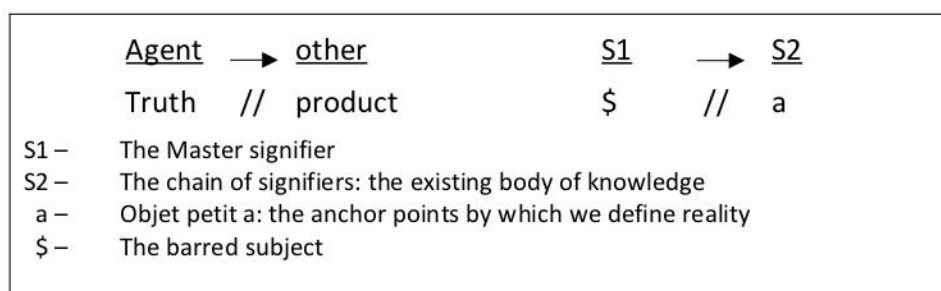 Agent → other S1 → S2
Truth // product $ // a
S1 – The Master signifier
S2 – The chain of signifiers: the existing body of knowledge
a – Objet petit a: the anchor points by which we define reality
$ – The barred subject